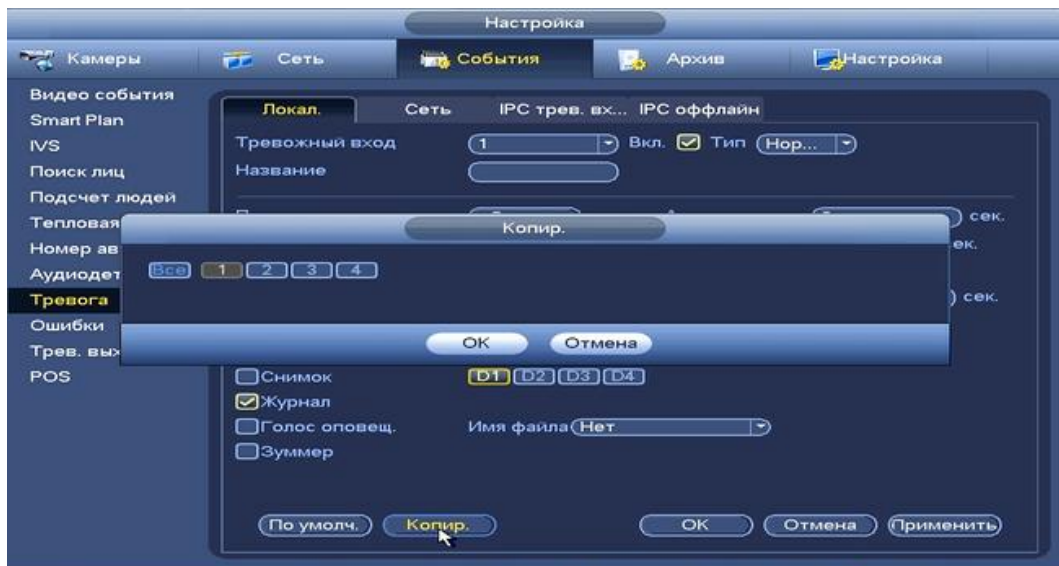 Настройка
Камеры Сеть События Архив Настройка
Видео события
Smart Plan
IVS
Поиск лиц
Подсчет людей
Тепловая
Номер ав
Аудиодет
Тревога
Ошибки
Трев. вых
POS
Локал. Сеть IPC трев. вх... IPC оффлайн
Тревожный вход 1 Вкл. Тип Нор...
Название
сек.
ек.
сек.
Копир.
Все 1 2 3 4
OK Отмена
Снимок D1 D2 D3 D4
Журнал
Голос оповещ. Имя файла Нет
Зуммер
По умолч. Копир. OK Отмена Применить